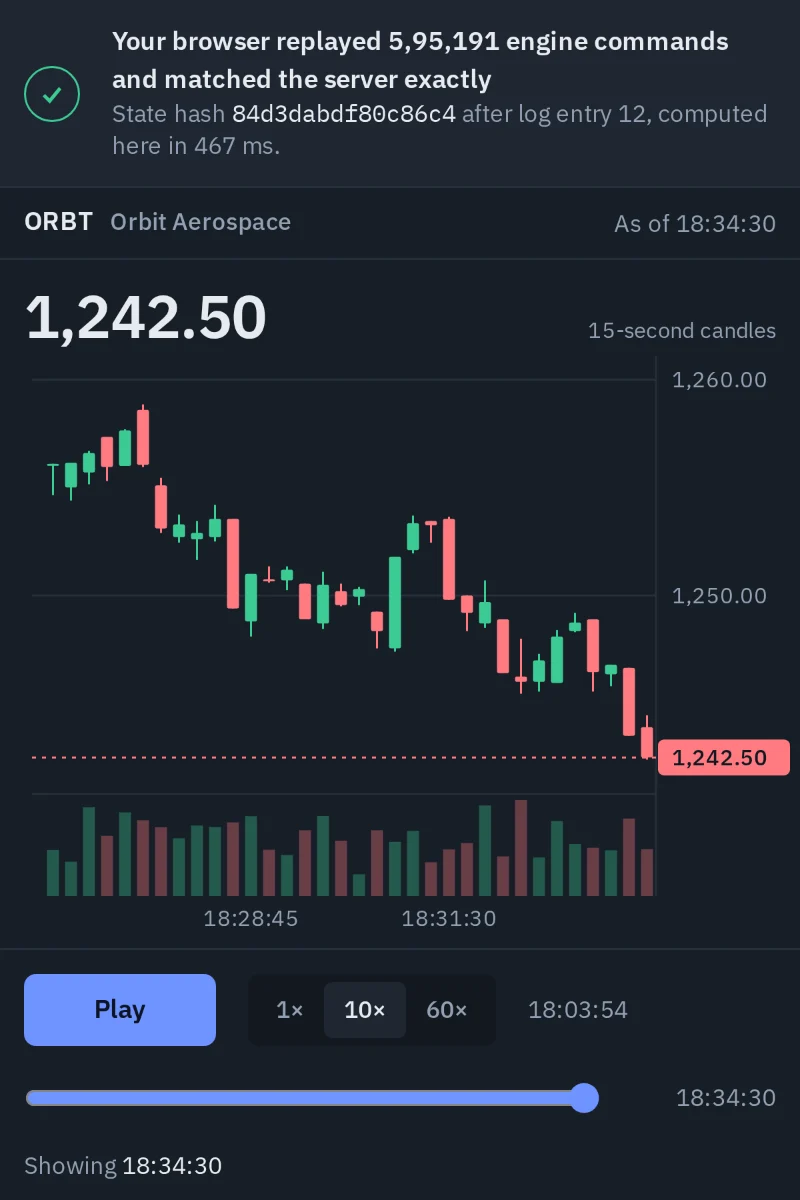 Your browser replayed 5,95,191 engine commands
and matched the server exactly
State hash 84d3dabdf80c86c4 after log entry 12, computed
here in 467 ms.
ORBT Orbit Aerospace As of 18:34:30
1,242.50
15-second candles
1,260.00
1,250.00
1,242.50
18:28:45 18:31:30
Play 1× 10× 60× 18:03:54
18:34:30
Showing 18:34:30